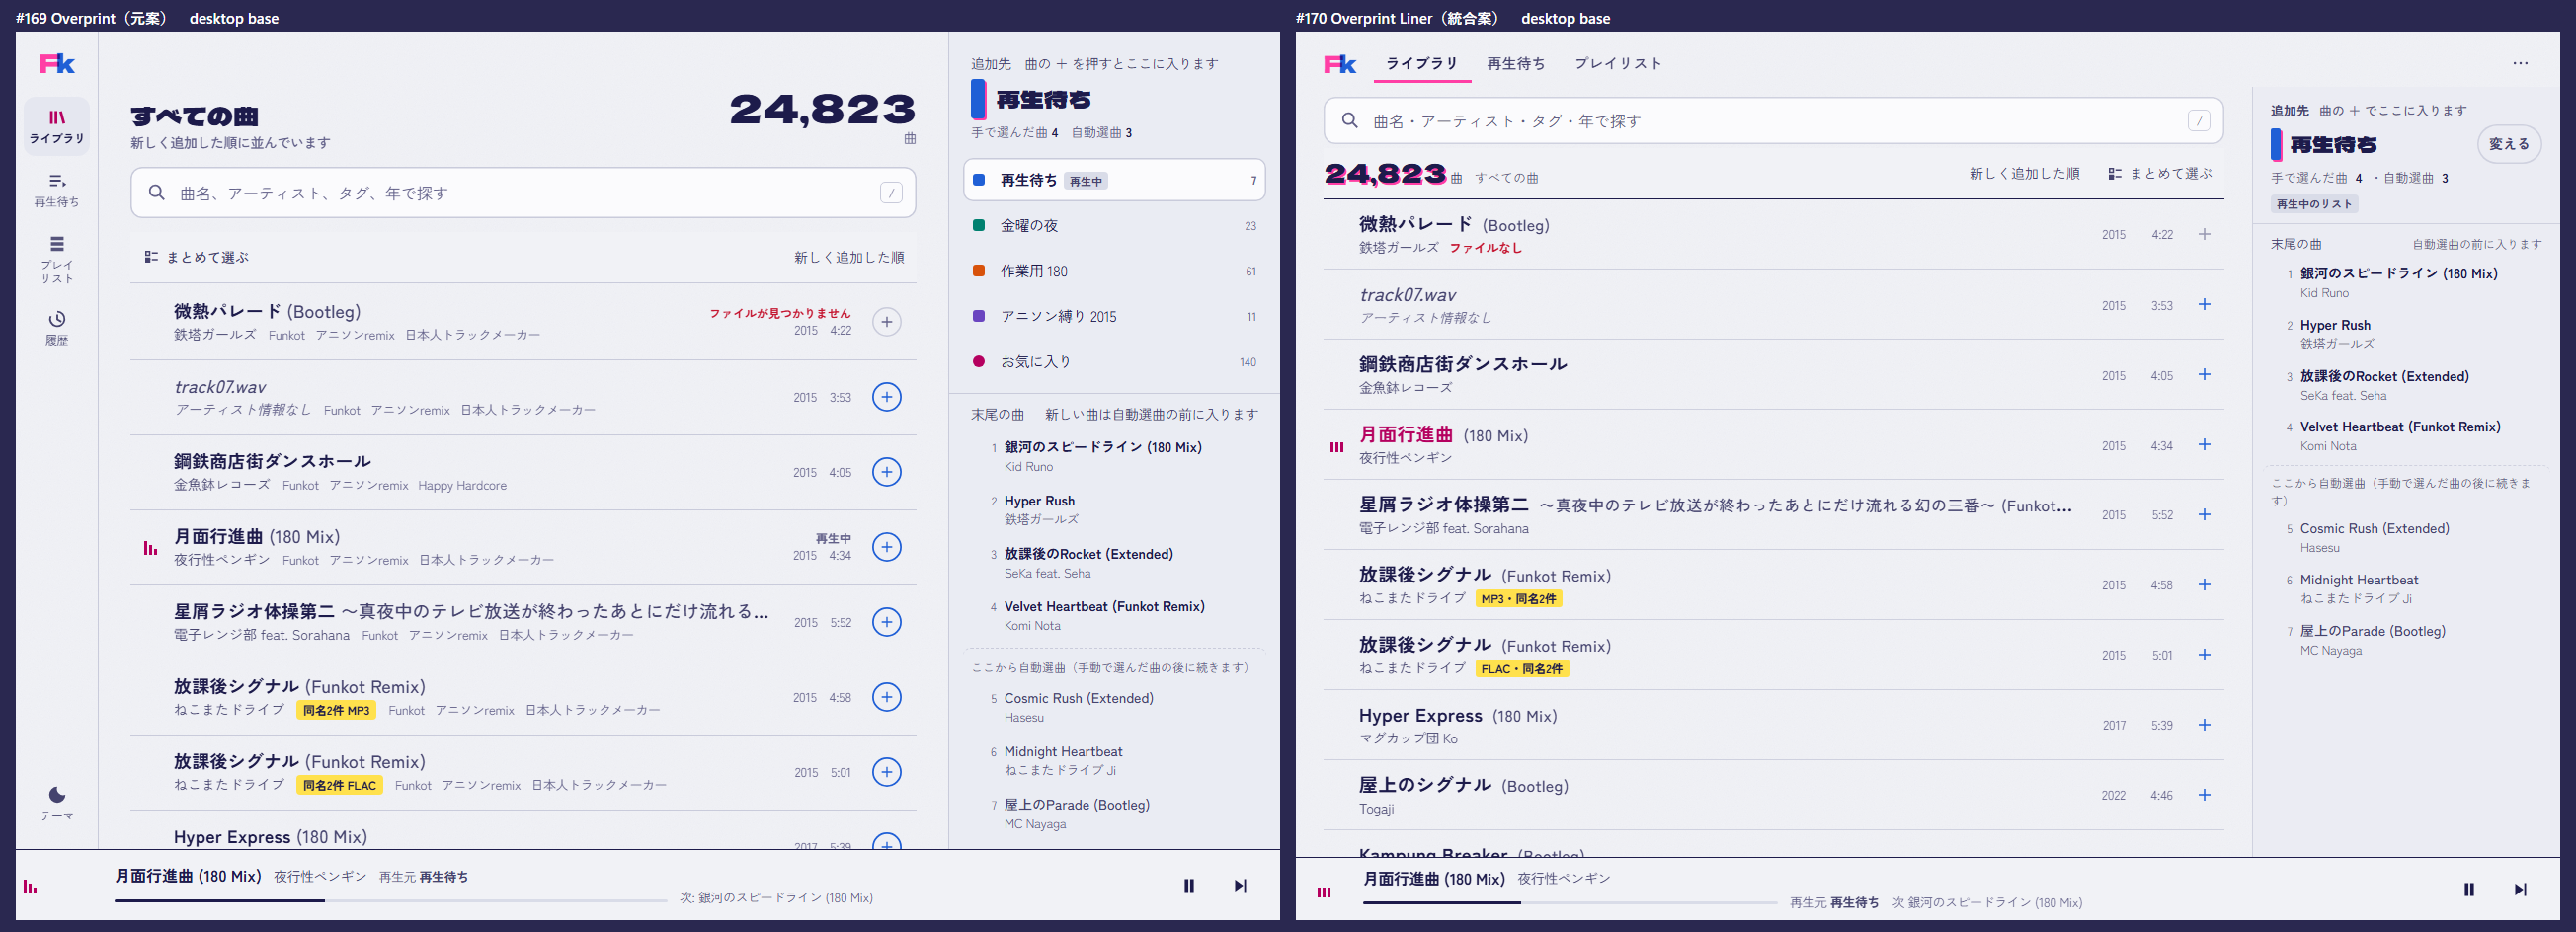 #169 Overprint（元案） desktop base
Fk
ライブラリ
再生待ち
プレイ
リスト
履歴
テーマ
すべての曲
新しく追加した順に並んでいます
24,823
曲
曲名、アーティスト、タグ、年で探す /
まとめて選ぶ 新しく追加した順
微熱パレード (Bootleg) ファイルが見つかりません
鉄塔ガールズ Funkot アニソンremix 日本人トラックメーカー 2015 4:22
track07.wav
アーティスト情報なし Funkot アニソンremix 日本人トラックメーカー 2015 3:53
鋼鉄商店街ダンスホール
金魚鉢レコーズ Funkot アニソンremix Happy Hardcore 2015 4:05
月面行進曲 (180 Mix) 再生中
夜行性ペンギン Funkot アニソンremix 日本人トラックメーカー 2015 4:34
星屑ラジオ体操第二 〜真夜中のテレビ放送が終わったあとにだけ流れる...
電子レンジ部 feat. Sorahana Funkot アニソンremix 日本人トラックメーカー 2015 5:52
放課後シグナル (Funkot Remix)
ねこまたドライブ 同名2件 MP3 Funkot アニソンremix 日本人トラックメーカー 2015 4:58
放課後シグナル (Funkot Remix)
ねこまたドライブ 同名2件 FLAC Funkot アニソンremix 日本人トラックメーカー 2015 5:01
Hyper Express (180 Mix)
2017 5:39
追加先 曲の ＋ を押すとここに入ります
再生待ち
手で選んだ曲 4 自動選曲 3
再生待ち 再生中 7
金曜の夜 23
作業用 180 61
アニソン縛り 2015 11
お気に入り 140
末尾の曲 新しい曲は自動選曲の前に入ります
1 銀河のスピードライン (180 Mix)
Kid Runo
2 Hyper Rush
鉄塔ガールズ
3 放課後のRocket (Extended)
SeKa feat. Seha
4 Velvet Heartbeat (Funkot Remix)
Komi Nota
ここから自動選曲（手動で選んだ曲の後に続きます）
5 Cosmic Rush (Extended)
Hasesu
6 Midnight Heartbeat
ねこまたドライブ Ji
7 屋上のParade (Bootleg)
MC Nayaga
月面行進曲 (180 Mix) 夜行性ペンギン 再生元 再生待ち
次: 銀河のスピードライン (180 Mix)
#170 Overprint Liner（統合案） desktop base
Fk ライブラリ 再生待ち プレイリスト …
曲名・アーティスト・タグ・年で探す /
24,823 曲 すべての曲 新しく追加した順 まとめて選ぶ
微熱パレード (Bootleg)
鉄塔ガールズ ファイルなし 2015 4:22
track07.wav
アーティスト情報なし 2015 3:53
鋼鉄商店街ダンスホール
金魚鉢レコーズ 2015 4:05
月面行進曲 (180 Mix)
夜行性ペンギン 2015 4:34
星屑ラジオ体操第二 〜真夜中のテレビ放送が終わったあとにだけ流れる幻の三番〜 (Funkot...
電子レンジ部 feat. Sorahana 2015 5:52
放課後シグナル (Funkot Remix)
ねこまたドライブ MP3・同名2件 2015 4:58
放課後シグナル (Funkot Remix)
ねこまたドライブ FLAC・同名2件 2015 5:01
Hyper Express (180 Mix)
マグカップ団 Ko 2017 5:39
屋上のシグナル (Bootleg)
Togaji 2022 4:46
Kampung Breaker (Bootleg)
追加先 曲の ＋ でここに入ります
再生待ち 変える
手で選んだ曲 4 ・自動選曲 3
再生中のリスト
末尾の曲 自動選曲の前に入ります
1 銀河のスピードライン (180 Mix)
Kid Runo
2 Hyper Rush
鉄塔ガールズ
3 放課後のRocket (Extended)
SeKa feat. Seha
4 Velvet Heartbeat (Funkot Remix)
Komi Nota
ここから自動選曲（手動で選んだ曲の後に続きま
す）
5 Cosmic Rush (Extended)
Hasesu
6 Midnight Heartbeat
ねこまたドライブ Ji
7 屋上のParade (Bootleg)
MC Nayaga
月面行進曲 (180 Mix) 夜行性ペンギン
再生元 再生待ち 次 銀河のスピードライン (180 Mix)